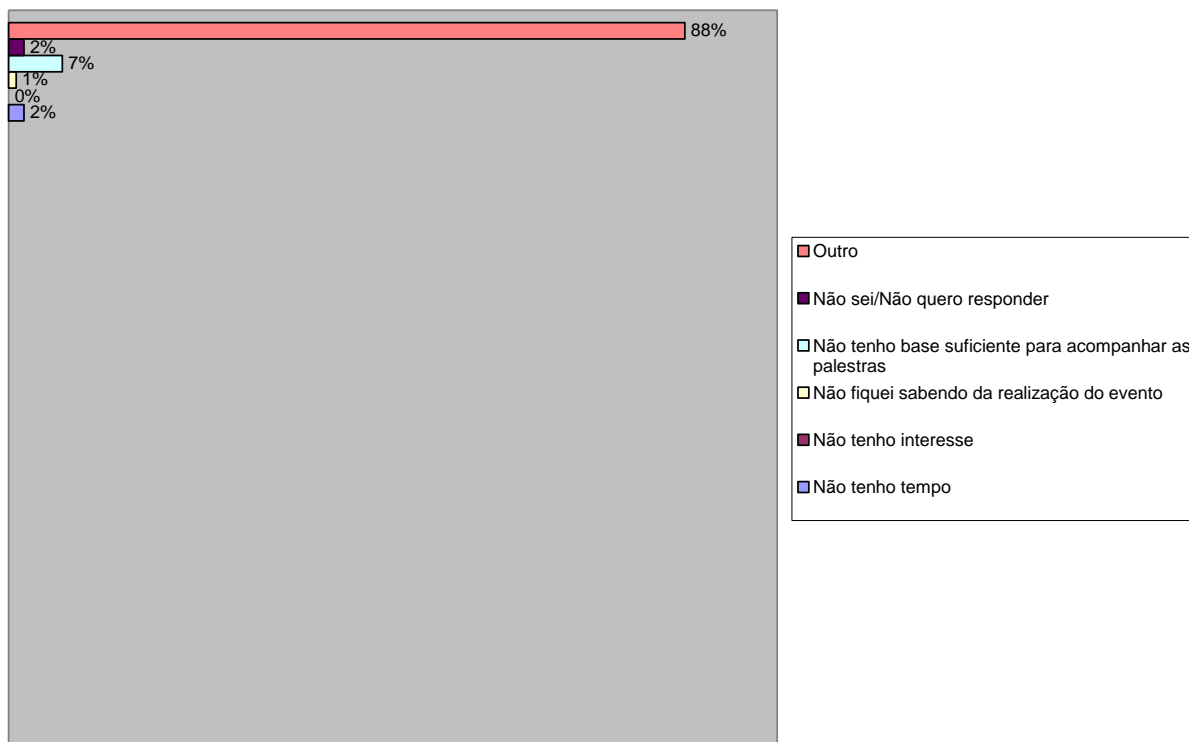 88%
2%
7%
1%
0%
2%
Outro
Não sei/Não quero responder
Não tenho base suficiente para acompanhar as
palestras
Não fiquei sabendo da realização do evento
Não tenho interesse
Não tenho tempo